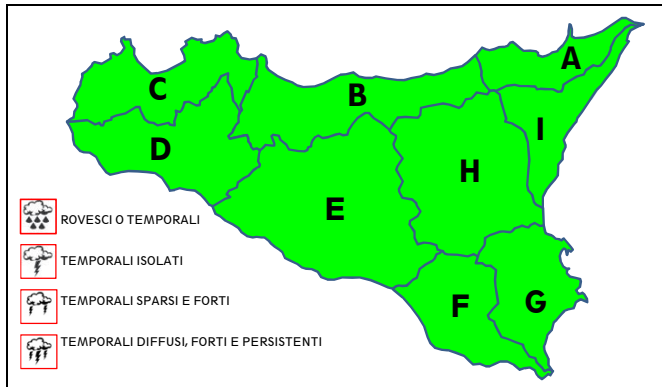 A
C
B
I
D
H
E
F
G
ROVESCI O TEMPORALI
TEMPORALI ISOLATI
TEMPORALI SPARSI E FORTI
TEMPORALI DIFFUSI, FORTI E PERSISTENTI